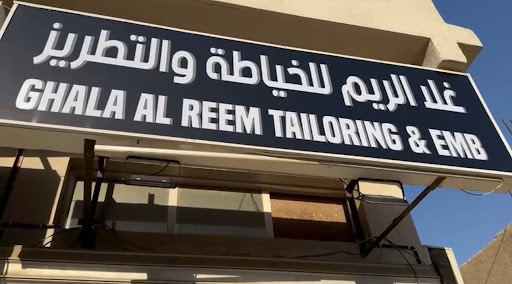 غلا الريم للخياطة والتطريز
GHALA AL REEM TAILORING & EMB